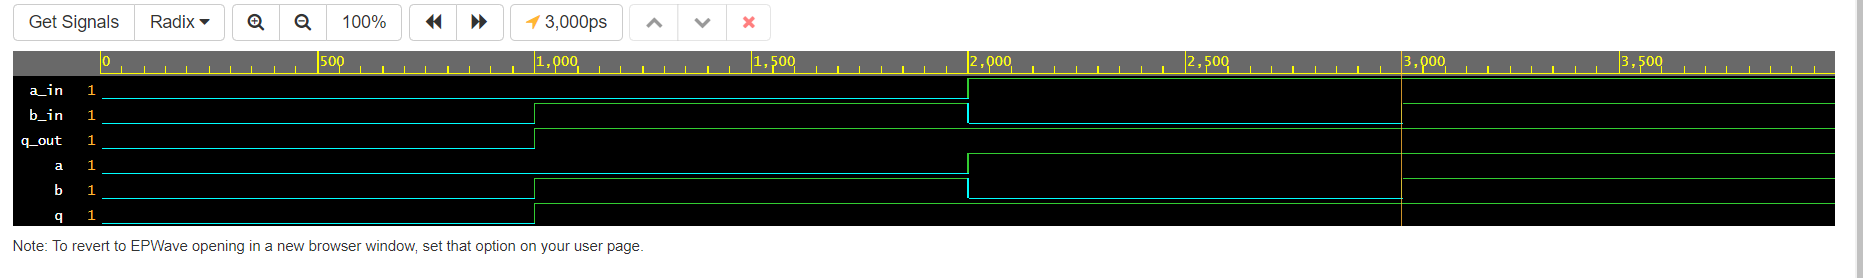 Get Signals Radix 100% 3,000ps
0 500 1,000 1,500 2,000 2,500 3,000 3,500
a_in 1
b_in 1
q_out 1
a 1
b 1
q 1
Note: To revert to EPWave opening in a new browser window, set that option on your user page.